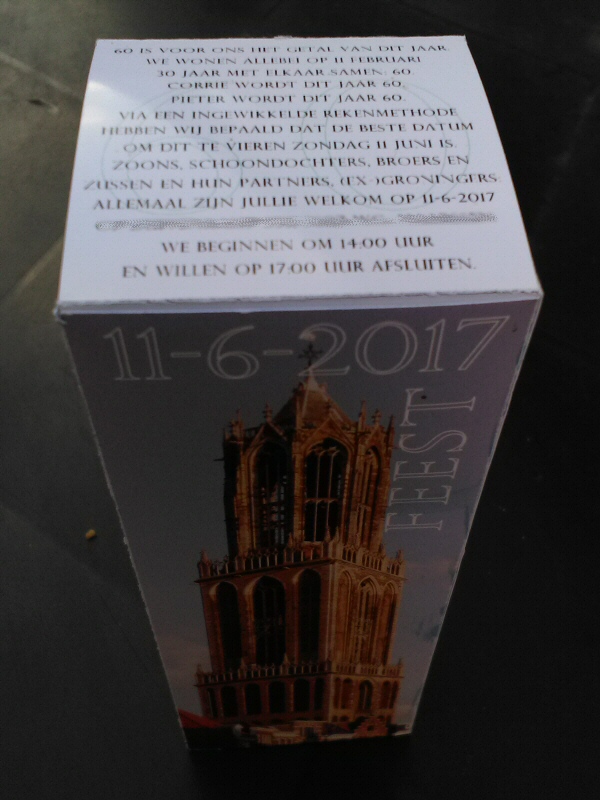 60 IS VOOR ONS HET GETAL VAN DIT JAAR.
WE WONEN ALLEBEI OP 11 FEBRUARI
30 JAAR MET ELKAAR SAMEN: 60.
CORRIE WORDT DIT JAAR 60;
PIETER WORDT DIT JAAR 60.
VIA EEN INGEWIKKELDE REKENMETHODE
HEBBEN WIJ BEPAALD DAT DE BESTE DATUM
OM DIT TE VIEREN ZONDAG 11 JUNI IS.
ZOONS, SCHOONDOCHTERS, BROERS EN
ZUSSEN EN HUN PARTNERS, (EX-)GRONINGERS:
ALLEMAAL ZIJN JULLIE WELKOM OP 11-6-2017
WE BEGINNEN OM 14:00 UUR
EN WILLEN OP 17:00 UUR AFSLUITEN.
11-6-2017
FEEST